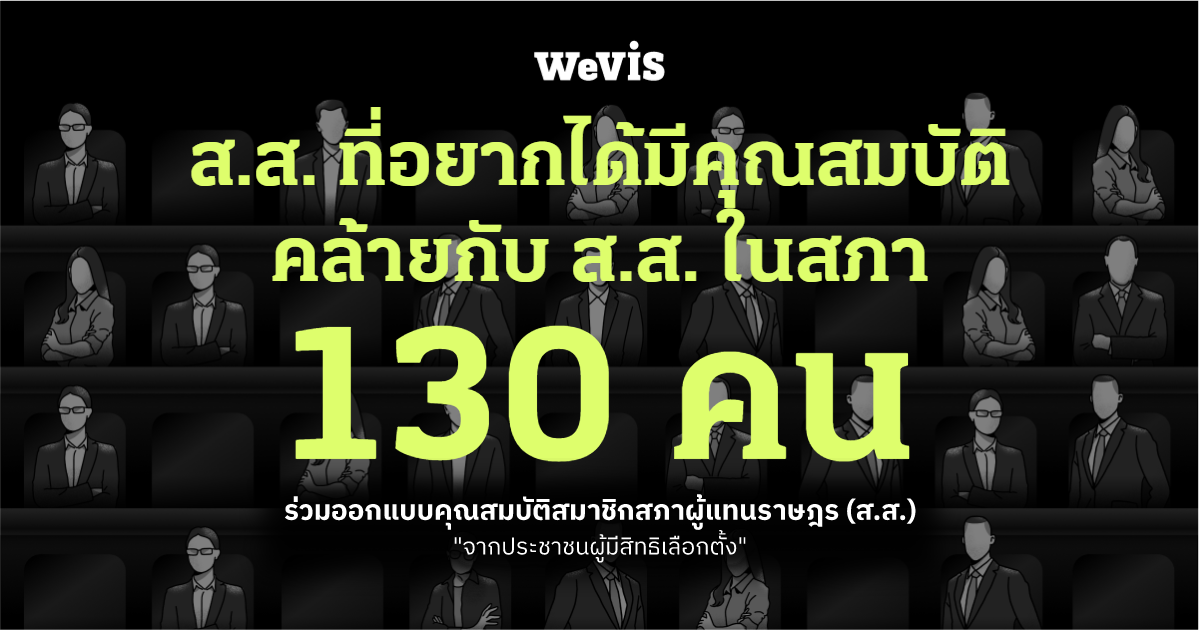 WeVIS
ส.ส. ที่อยากได้มีคุณสมบัติ
คล้ายกับ ส.ส. ในสภา
130 คน
ร่วมออกแบบคุณสมบัติสมาชิกสภาผู้แทนราษฎร (ส.ส.)
"จากประชาชนผู้มีสิทธิเลือกตั้ง"